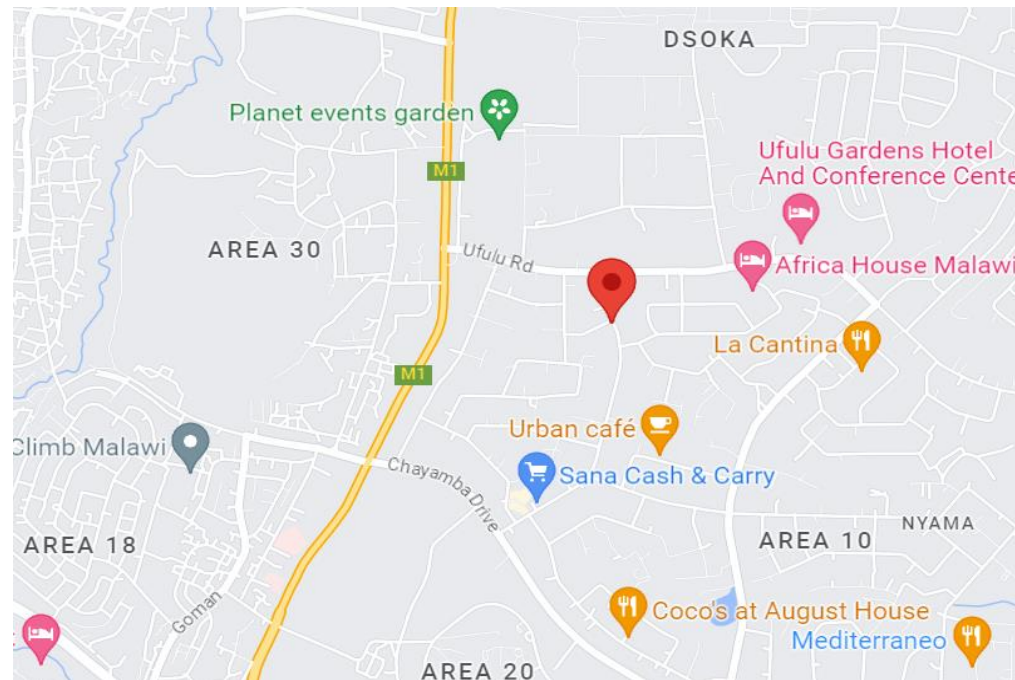 DSOKA
Planet events garden
M1
Ufulu Gardens Hotel
And Conference Cente
AREA 30
Ufulu Rd
Africa House Malawi
La Cantina
M1
Urban café
Climb Malawi
Chayamba Drive
Sana Cash & Carry
NYAMA
AREA 18
AREA 10
Goman
Coco's at August House
Mediterraneo
AREA 20